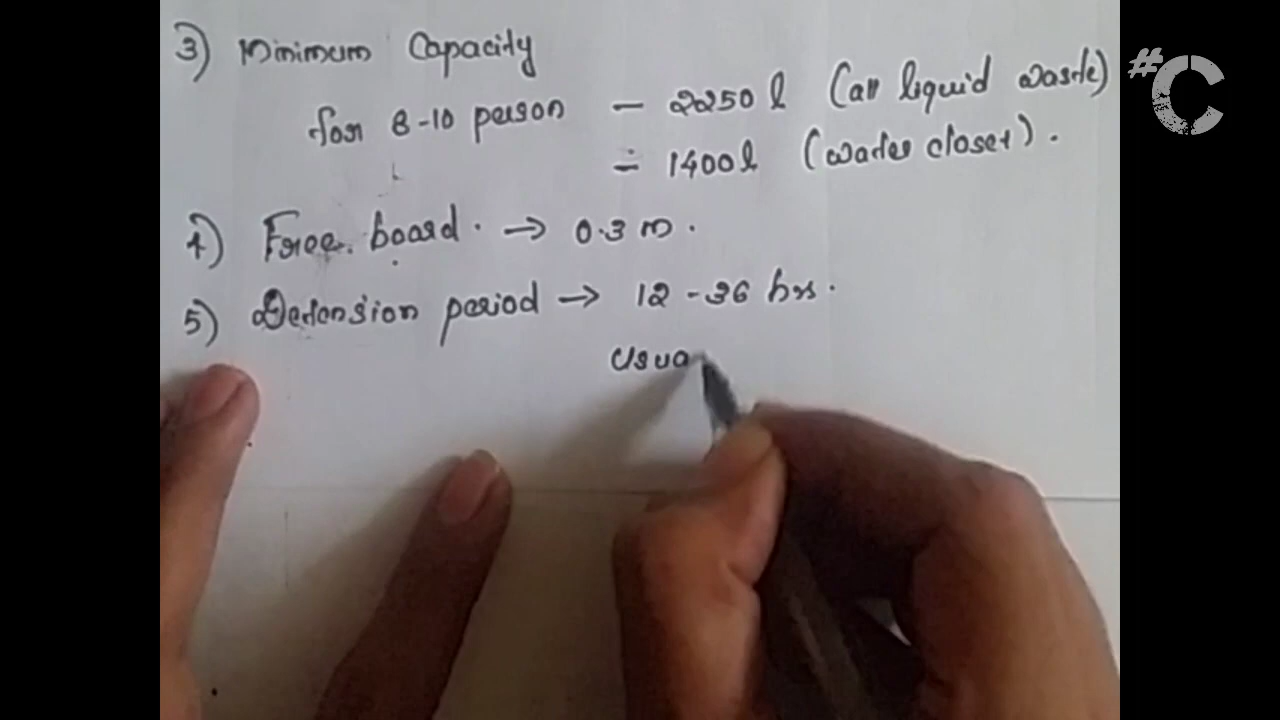 3) Minimum Capacity
for 8-10 person - 2250 l (all liquid waste)
= 1400 l (water closet).
4) Free board. → 0.3 m.
5) Detension period → 12 - 36 hrs.
Usua
#C